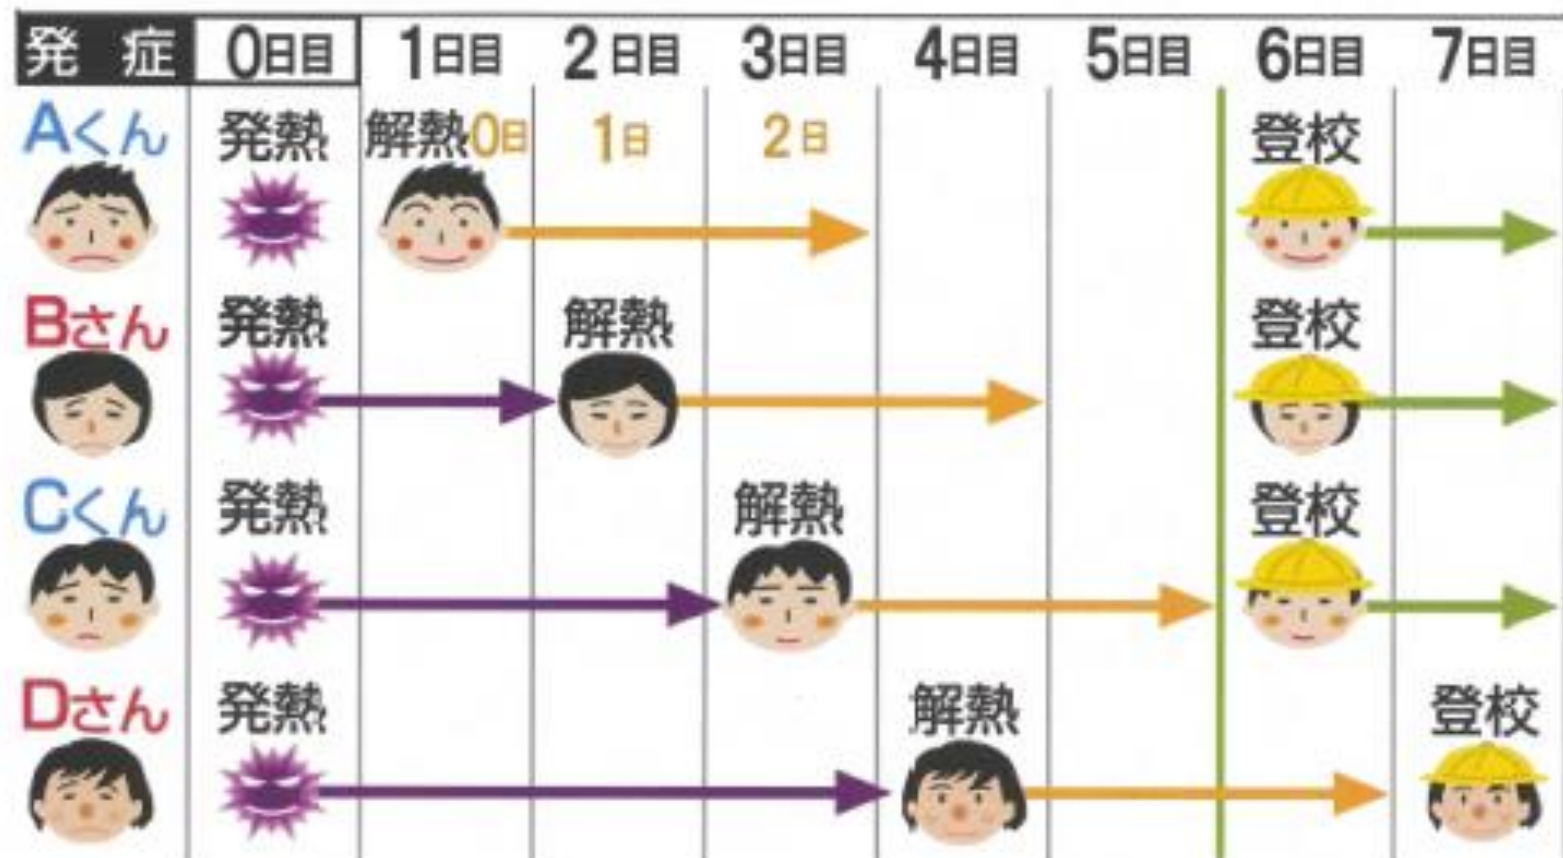 発症 0日目 1日目 2日目 3日目 4日目 5日目 6日目 7日目
Aくん 発熱 解熱0日 1日 2日 登校
Bさん 発熱 解熱 登校
Cくん 発熱 解熱 登校
Dさん 発熱 解熱 登校